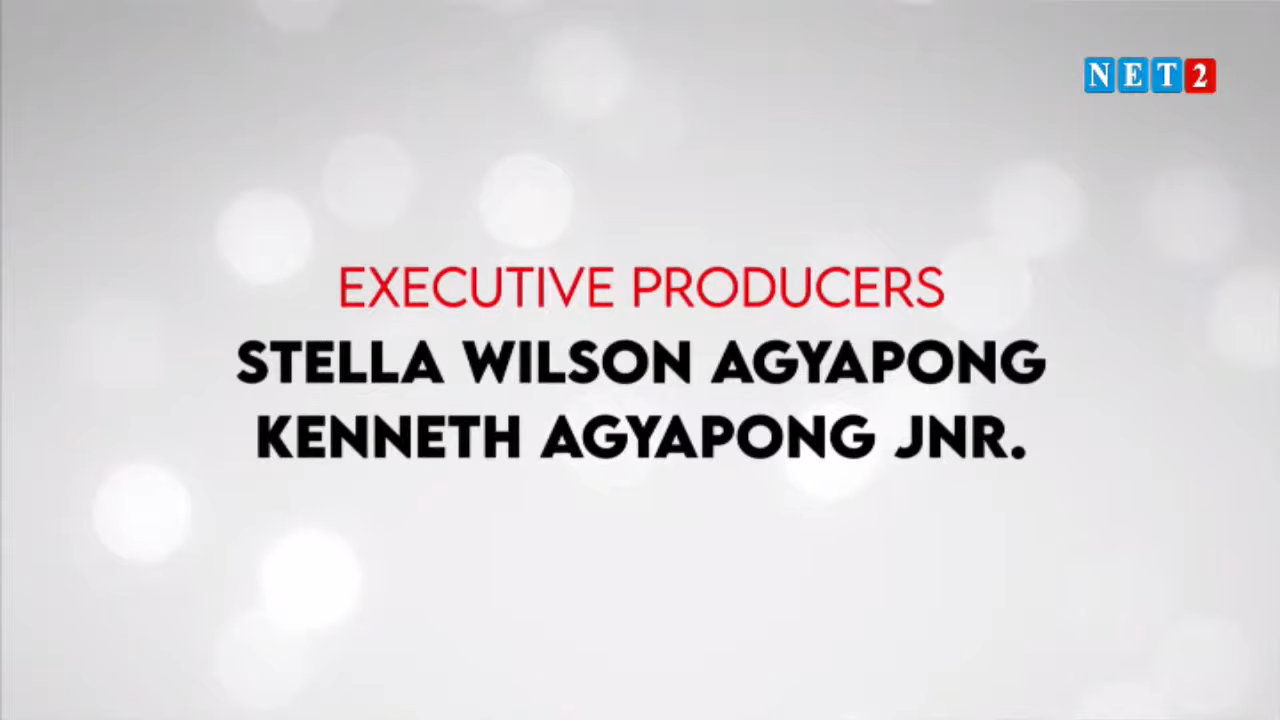 NET2
EXECUTIVE PRODUCERS
STELLA WILSON AGYAPONG
KENNETH AGYAPONG JNR.